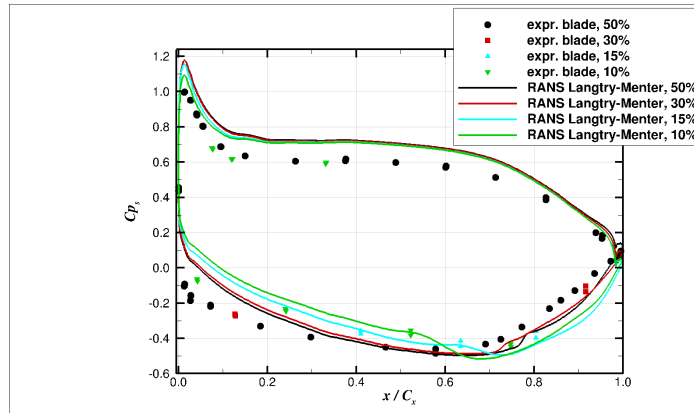 expr. blade, 50%
expr. blade, 30%
expr. blade, 15%
expr. blade, 10%
RANS Langtry-Menter, 50%
RANS Langtry-Menter, 30%
RANS Langtry-Menter, 15%
RANS Langtry-Menter, 10%
1.2
1.0
0.8
0.6
0.4
0.2
0.0
-0.2
-0.4
-0.6
Cps
0.0 0.2 0.4 0.6 0.8 1.0
x / Cx